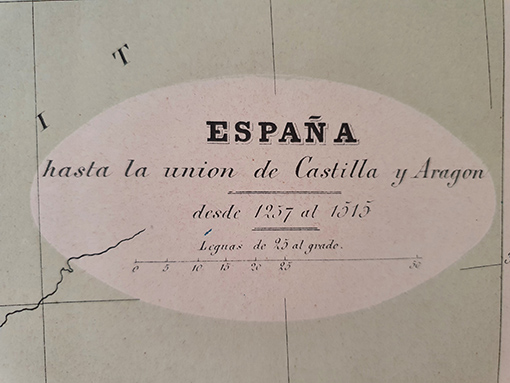 I T
ESPAÑA
hasta la union de Castilla y Aragon
desde 1257 al 1515
Leguas de 25 al grado.
0 5 10 15 20 25 50